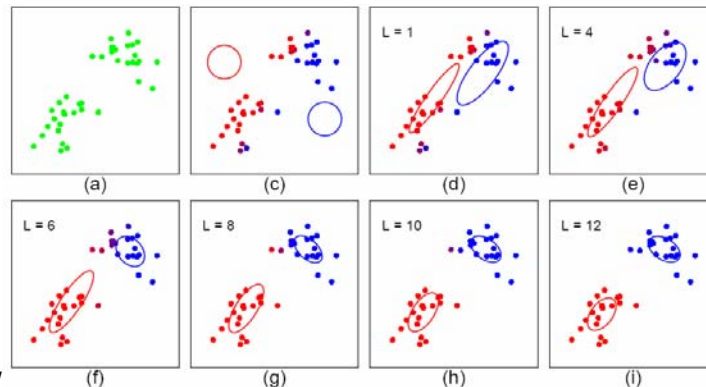 L = 1
L = 4
(a)
(c)
(d)
(e)
L = 6
L = 8
L = 10
L = 12
(f)
(g)
(h)
(i)